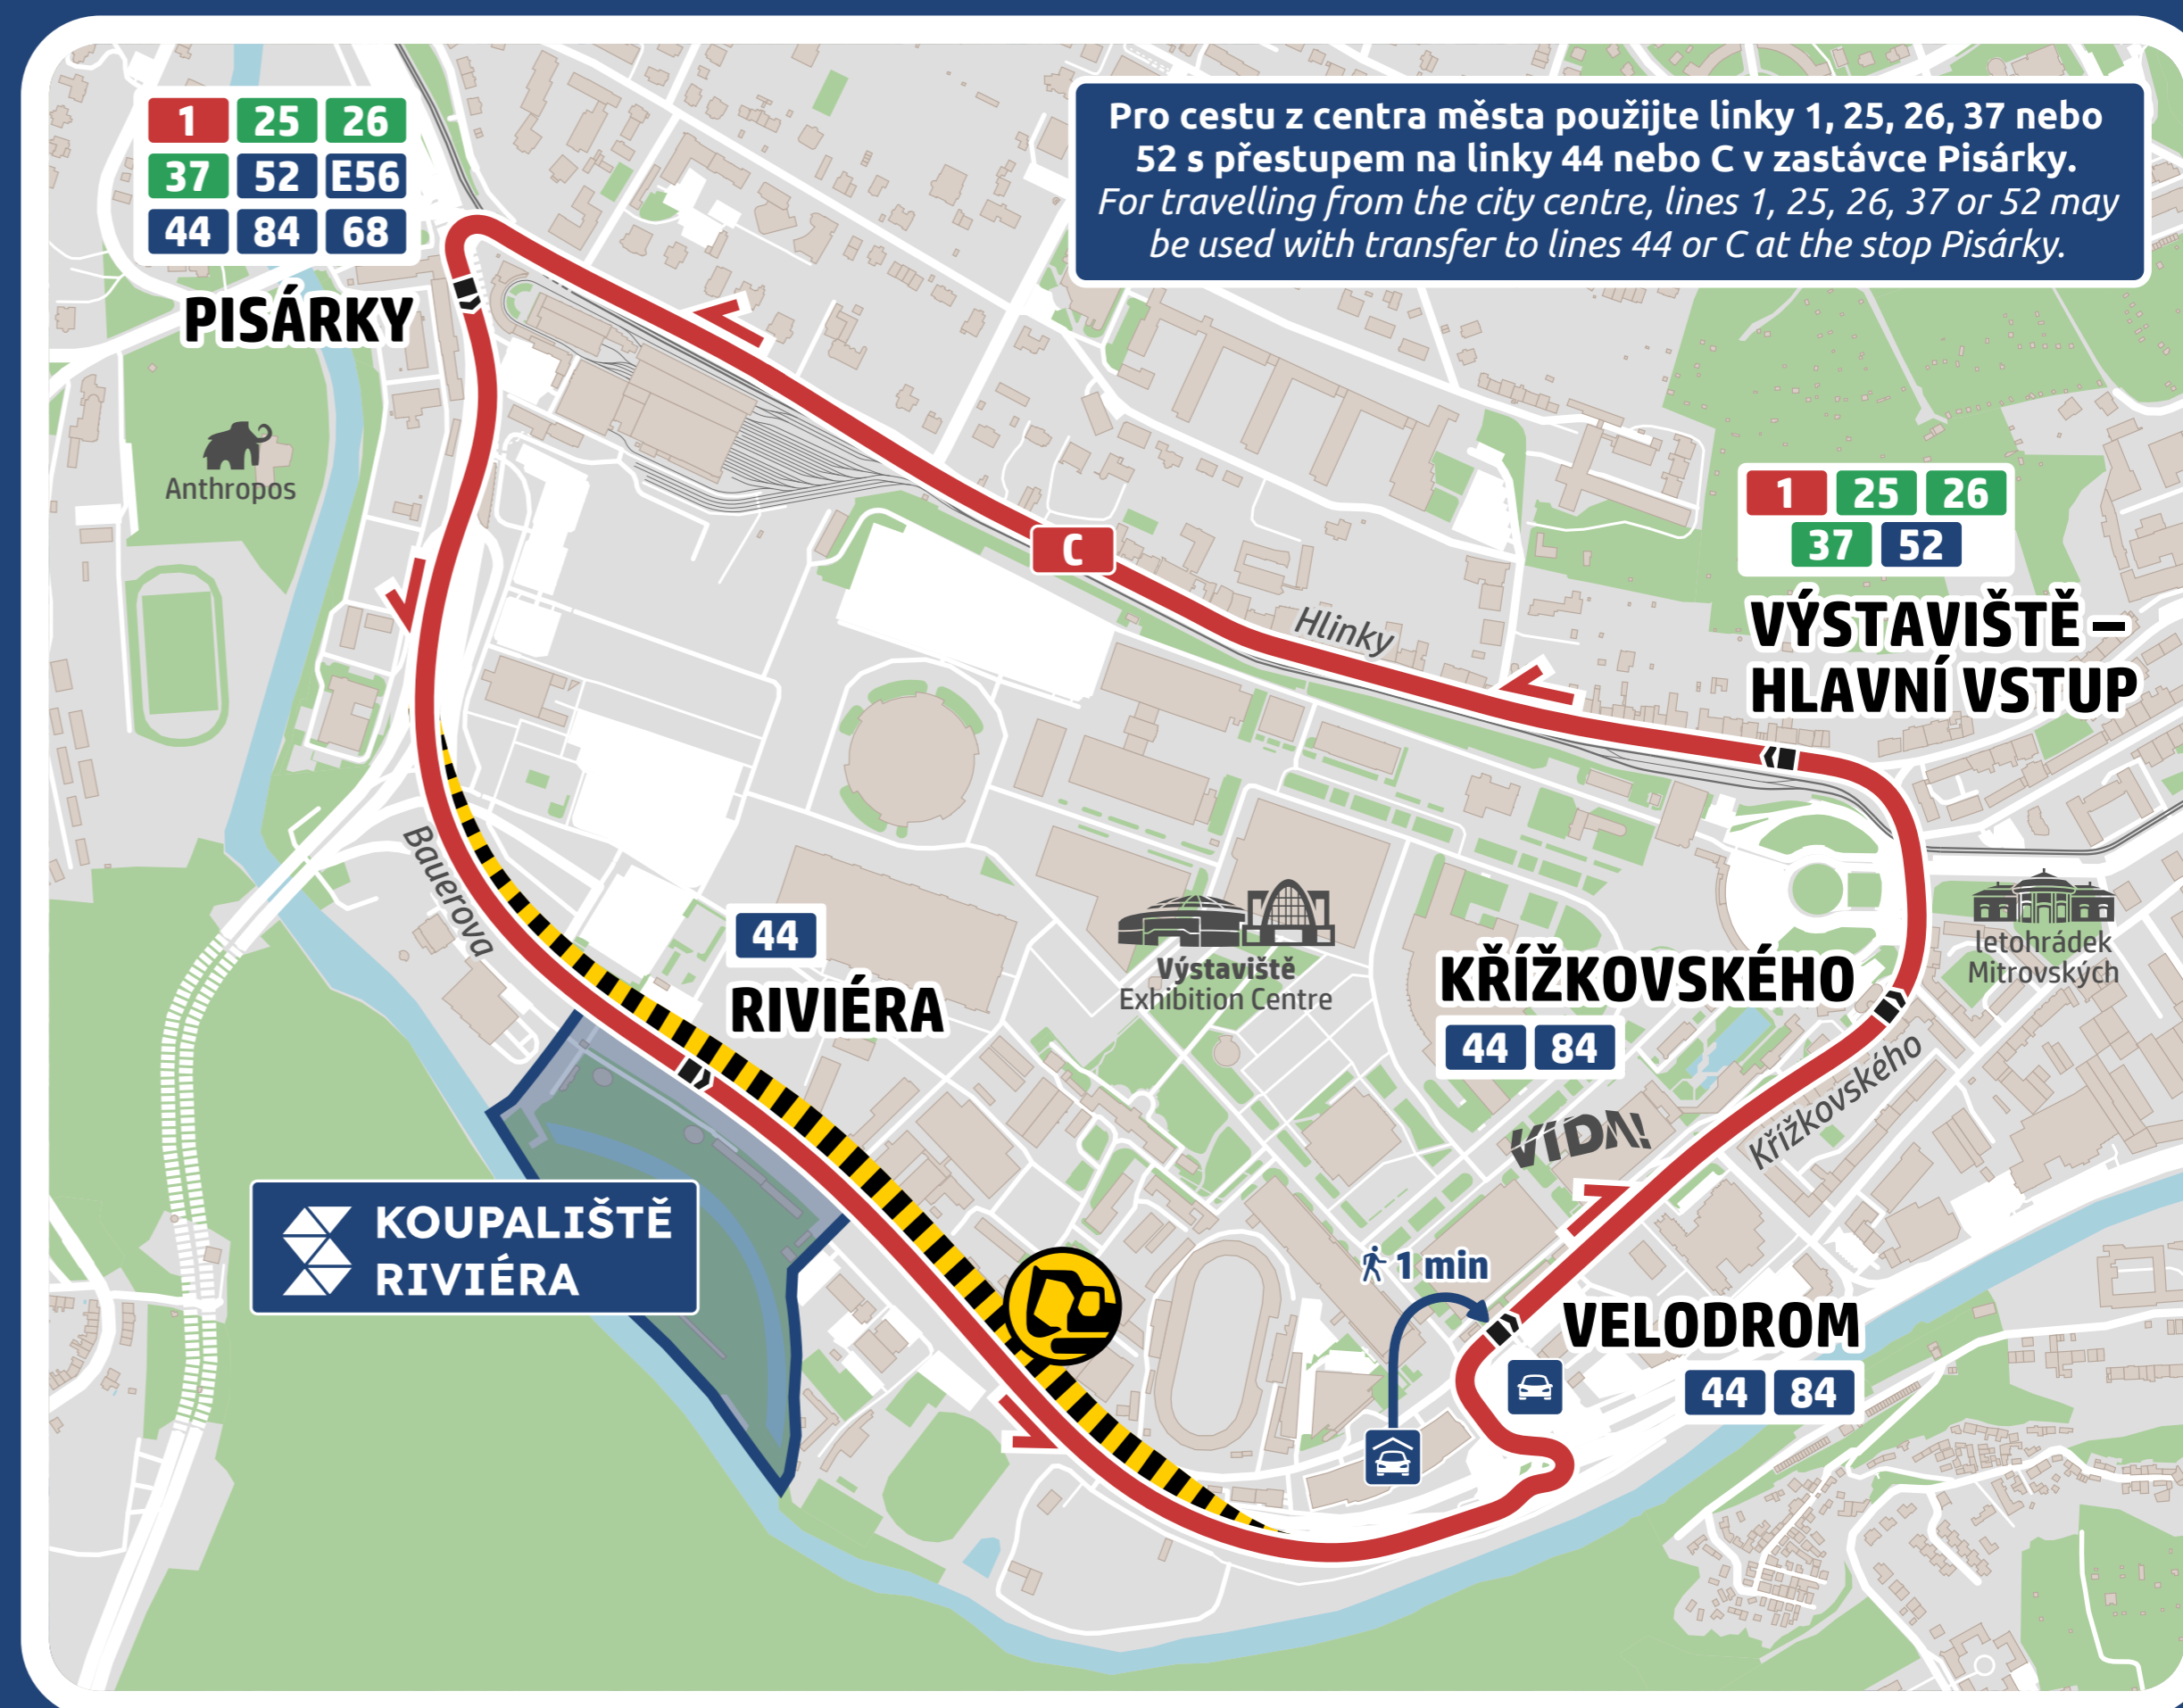 1 25 26
37 52 E56
44 84 68
PISÁRKY
Pro cestu z centra města použijte linky 1, 25, 26, 37 nebo
52 s přestupem na linky 44 nebo C v zastávce Pisárky.
For travelling from the city centre, lines 1, 25, 26, 37 or 52 may
be used with transfer to lines 44 or C at the stop Pisárky.
Anthropos
C
Hlinky
1 25 26
37 52
VÝSTAVIŠTĚ –
HLAVNÍ VSTUP
Bauerova
44
RIVIÉRA
Výstaviště
Exhibition Centre
KŘÍŽKOVSKÉHO
44 84
letohrádek
Mitrovských
Křížkovského
VIDA!
KOUPALIŠTĚ
RIVIÉRA
1 min
VELODROM
44 84